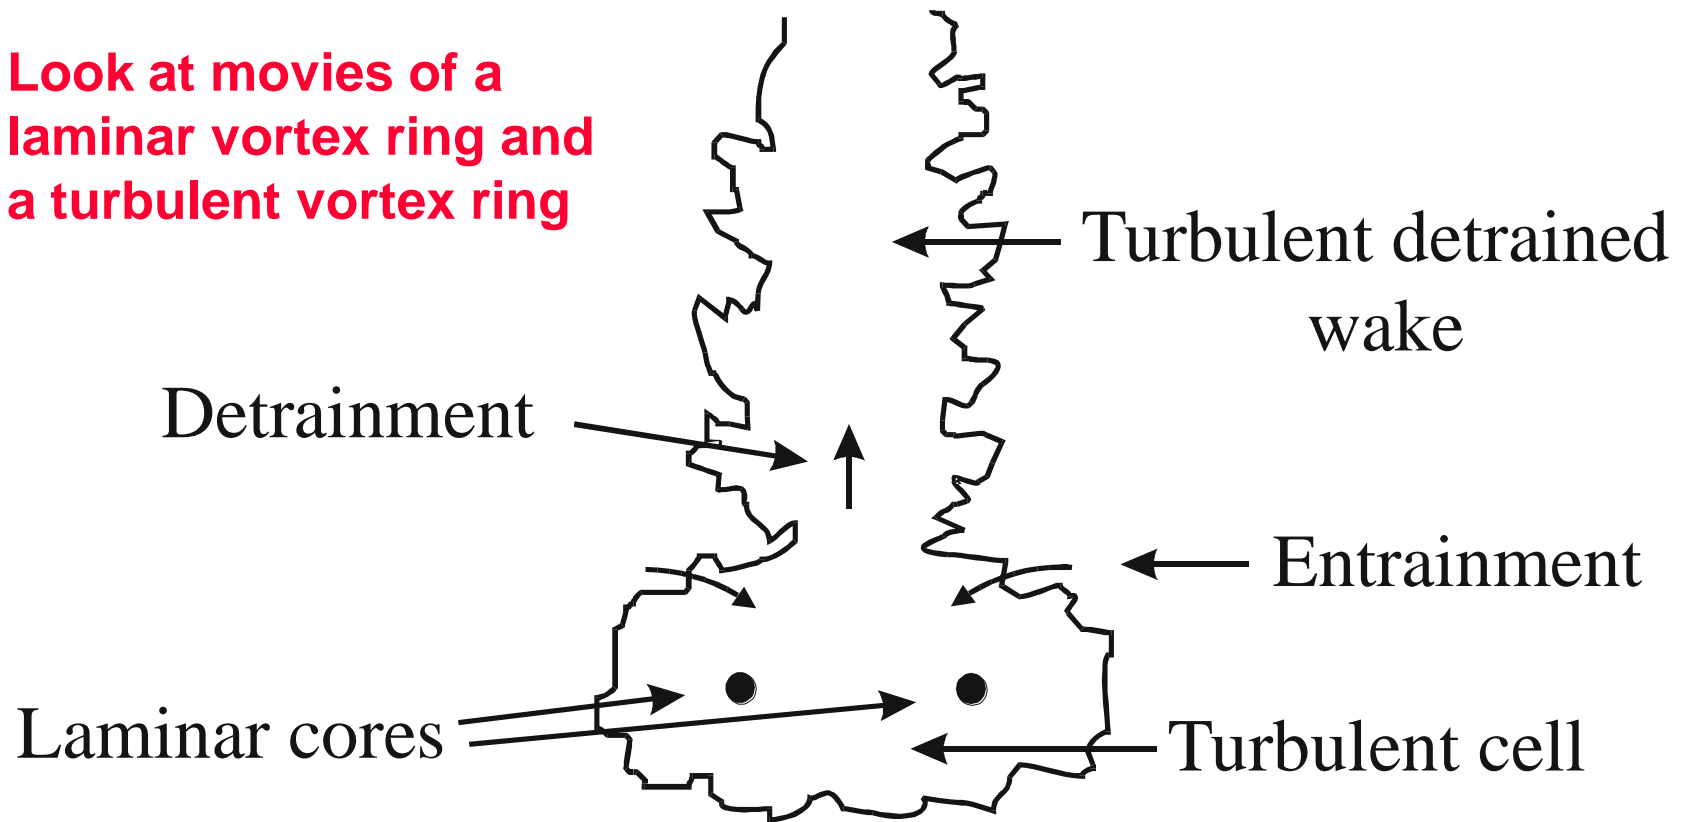 Look at movies of a
laminar vortex ring and
a turbulent vortex ring
Turbulent detrained
wake
Detrainment
Entrainment
Laminar cores
Turbulent cell